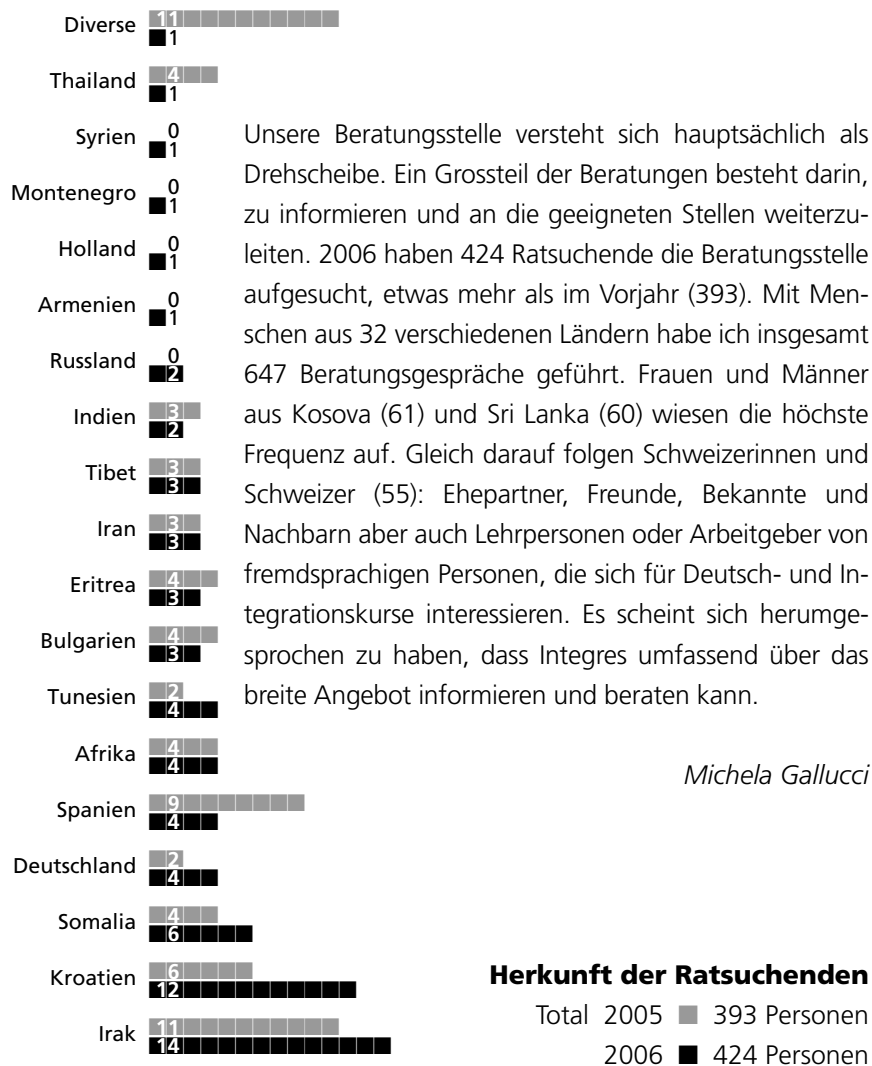 Diverse 11
1
Thailand 4
1
Syrien 0
1
Montenegro 0
1
Holland 0
1
Armenien 0
1
Russland 0
2
Indien 3
2
Tibet 3
3
Iran 3
3
Eritrea 4
3
Bulgarien 4
3
Tunesien 2
4
Afrika 4
4
Spanien 9
4
Deutschland 2
4
Somalia 4
6
Kroatien 6
12
Irak 11
14
Unsere Beratungsstelle versteht sich hauptsächlich als
Drehscheibe. Ein Grossteil der Beratungen besteht darin,
zu informieren und an die geeigneten Stellen weiterzu-
leiten. 2006 haben 424 Ratsuchende die Beratungsstelle
aufgesucht, etwas mehr als im Vorjahr (393). Mit Men-
schen aus 32 verschiedenen Ländern habe ich insgesamt
647 Beratungsgespräche geführt. Frauen und Männer
aus Kosova (61) und Sri Lanka (60) wiesen die höchste
Frequenz auf. Gleich darauf folgen Schweizerinnen und
Schweizer (55): Ehepartner, Freunde, Bekannte und
Nachbarn aber auch Lehrpersonen oder Arbeitgeber von
fremdsprachigen Personen, die sich für Deutsch- und In-
tegrationskurse interessieren. Es scheint sich herumge-
sprochen zu haben, dass Integres umfassend über das
breite Angebot informieren und beraten kann.
Michela Gallucci
Herkunft der Ratsuchenden
Total 2005 393 Personen
2006 424 Personen